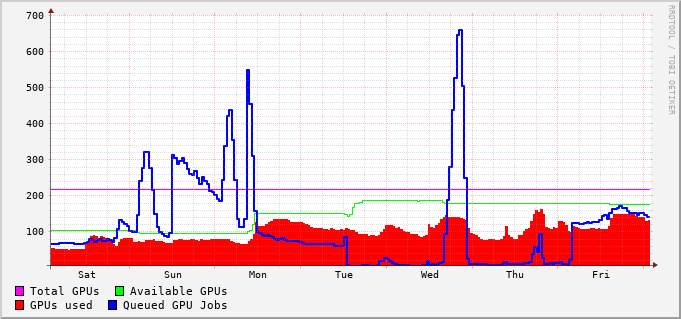 700
600
500
400
300
200
100
Sat Sun Mon Tue Wed Thu Fri
Total GPUs Available GPUs
GPUs used Queued GPU Jobs
RRDTOOL / TOBI OETIKER